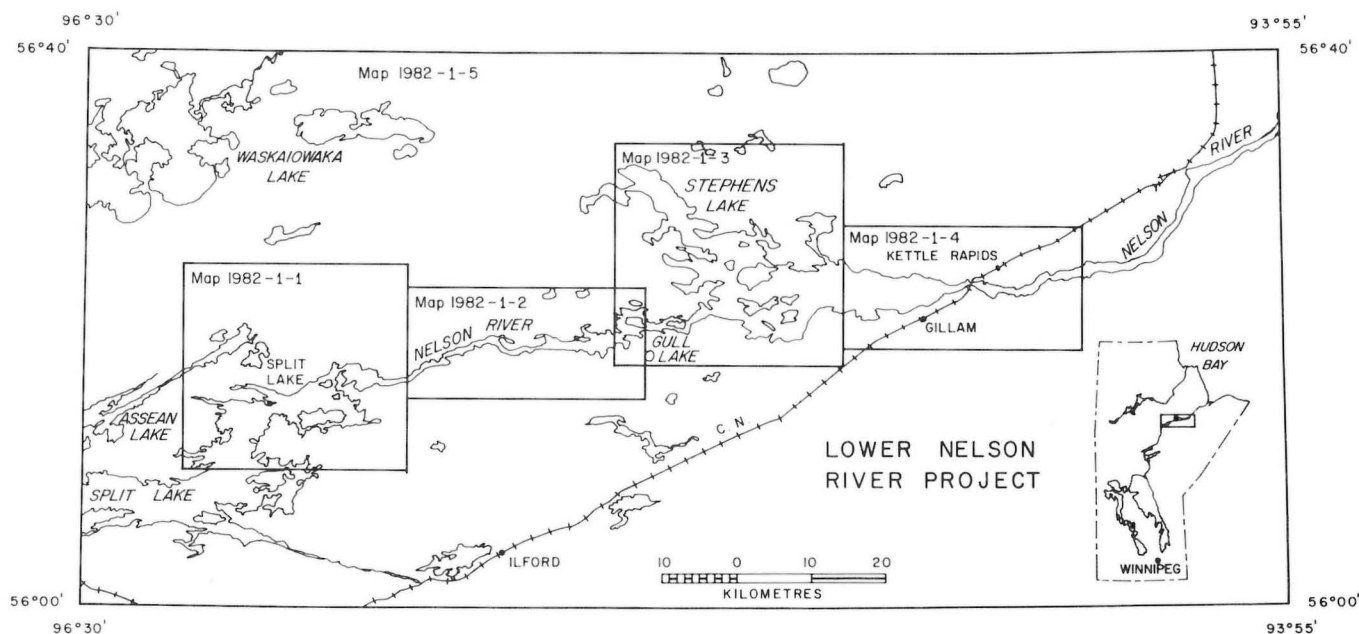 96°30'
93°55'
56°40'
56°40'
Map 1982-1-5
WASKAIOWAKA
LAKE
Map 1982-1-3
STEPHENS
LAKE
RIVER
NELSON
Map 1982-1-4
KETTLE RAPIDS
GILLAM
Map 1982-1-1
Map 1982-1-2
NELSON RIVER
GULL
LAKE
SPLIT
LAKE
ASSEAN
LAKE
HUDSON
BAY
C.N.
LOWER NELSON
RIVER PROJECT
SPLIT LAKE
ILFORD
10 0 10 20
KILOMETRES
WINNIPEG
56°00'
56°00'
96°30'
93°55'